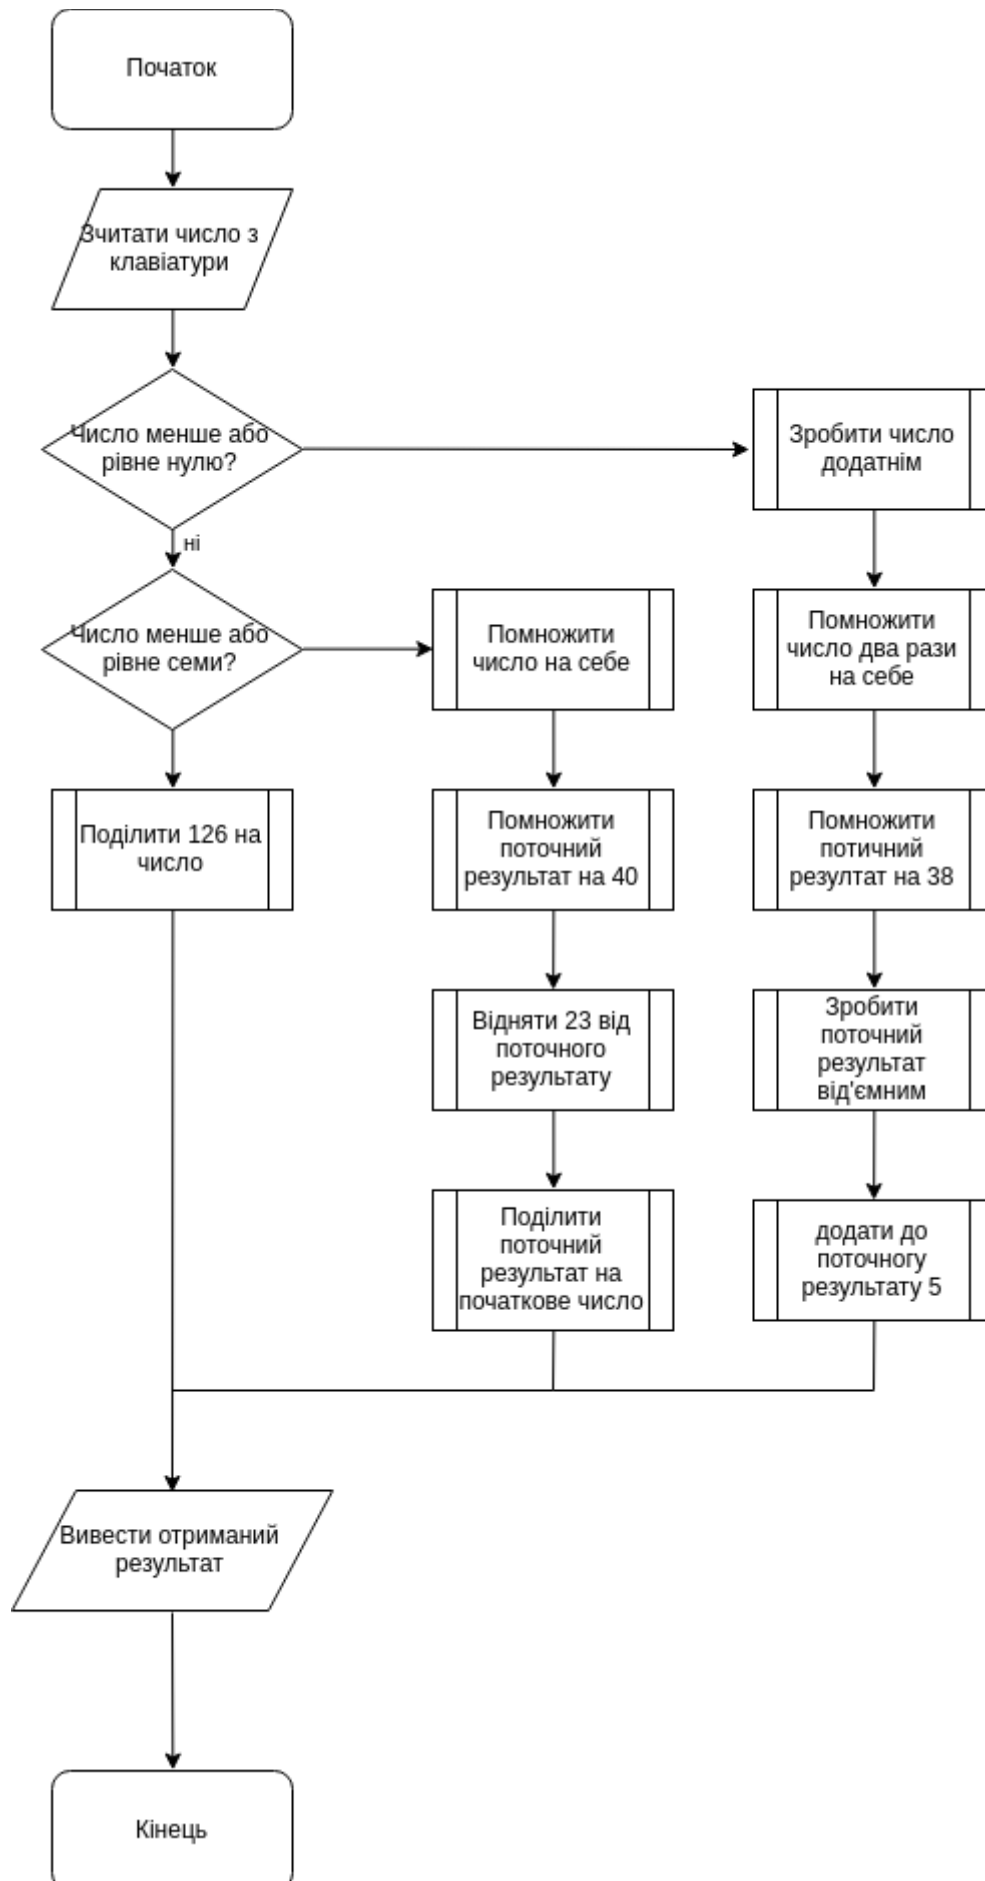 Початок
Зчитати число з
клавіатури
Число менше або
рівне нулю?
Зробити число
додатнім
ні
Число менше або
рівне семи?
Помножити
число на себе
Помножити
число два рази
на себе
Поділити 126 на
число
Помножити
поточний
результат на 40
Помножити
потичний
резултат на 38
Відняти 23 від
поточного
результату
Зробити
поточний
результат
від'ємним
Поділити
поточний
результат на
початкове число
додати до
поточногу
результату 5
Вивести отриманий
результат
Кінець